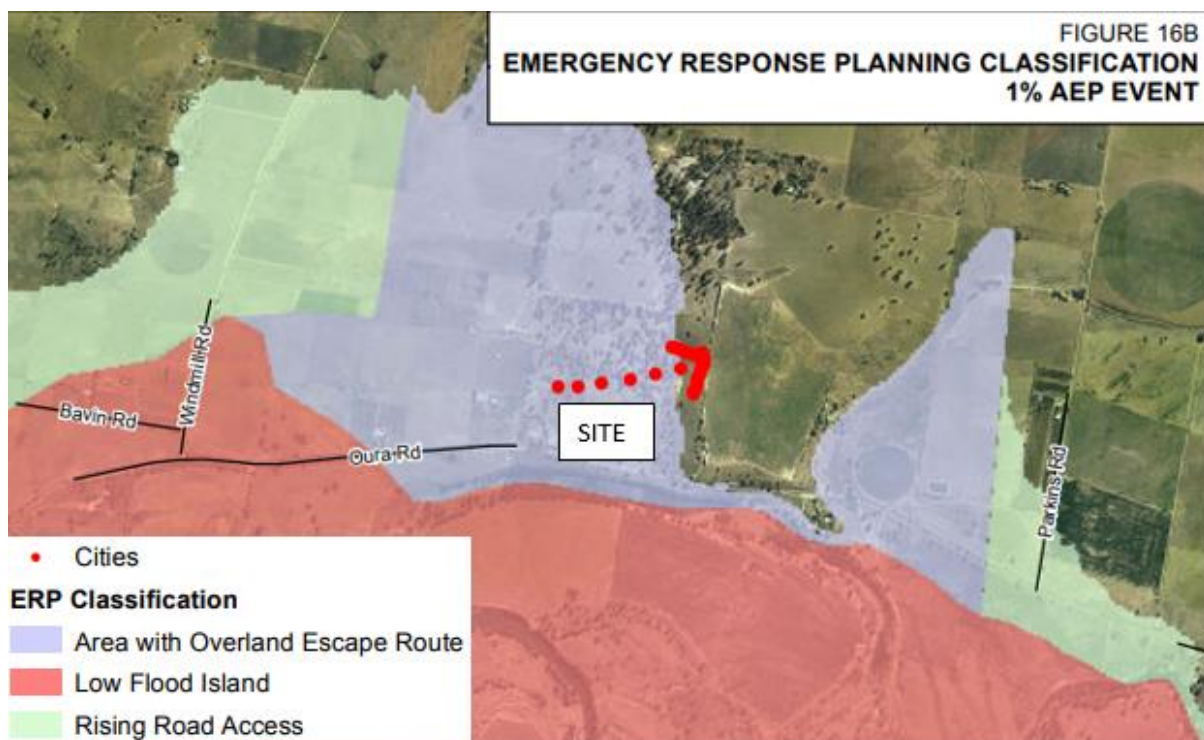 FIGURE 16B
EMERGENCY RESPONSE PLANNING CLASSIFICATION
1% AEP EVENT
Windmill Rd
Bavin Rd
Oura Rd
SITE
Parkins Rd
Cities
ERP Classification
Area with Overland Escape Route
Low Flood Island
Rising Road Access